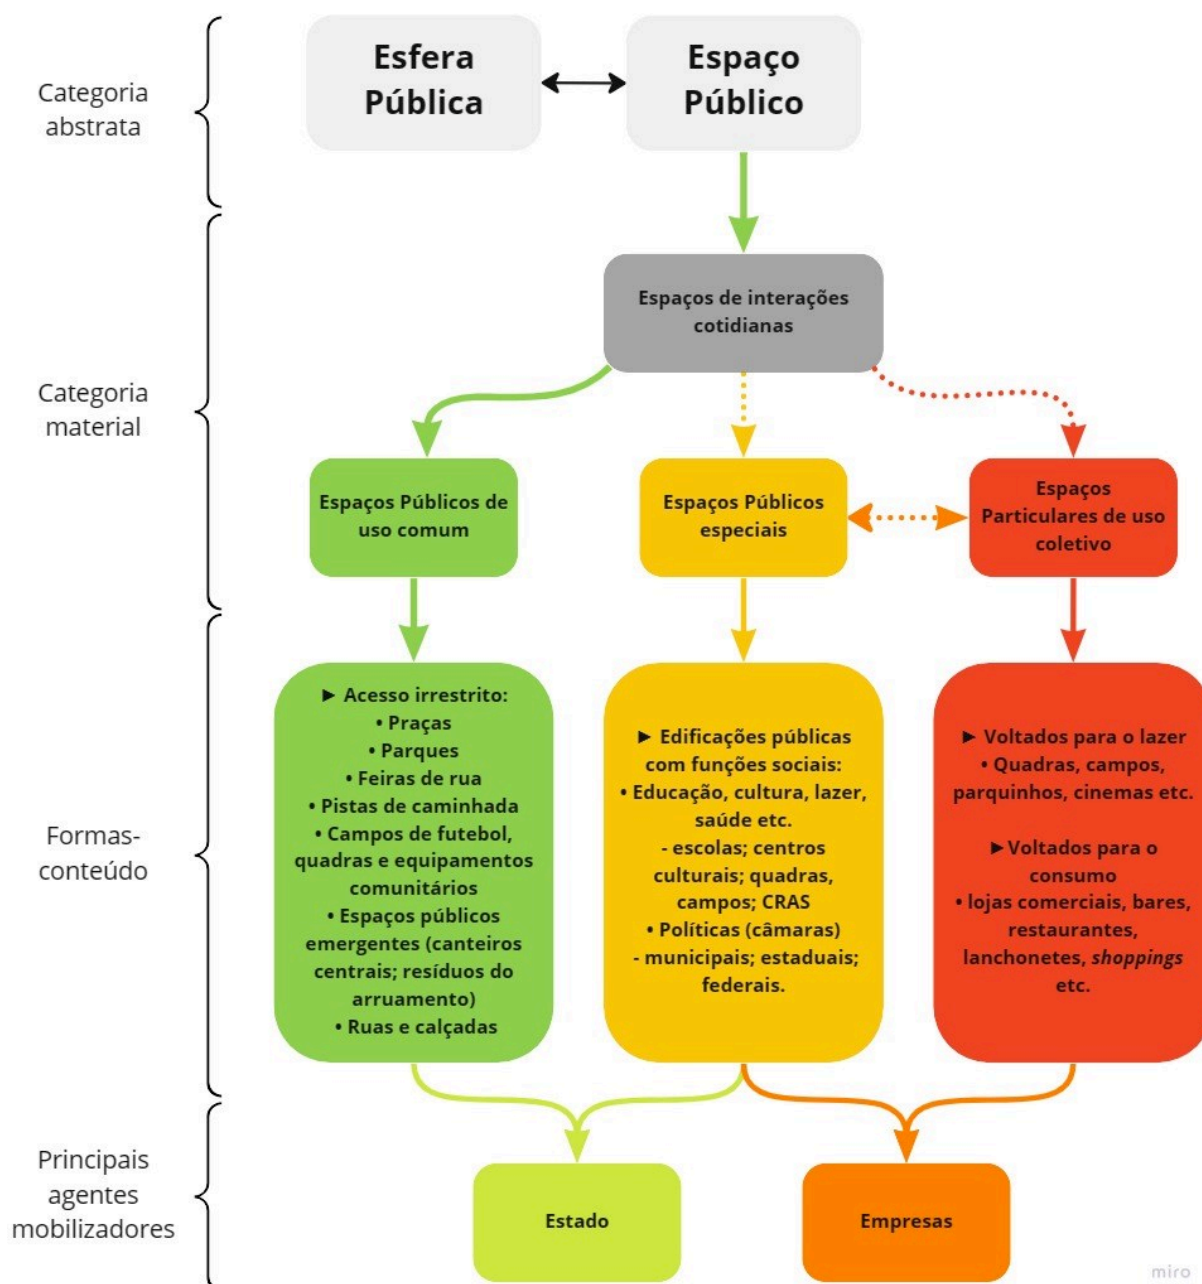 Categoria
abstrata
Esfera
Pública
Espaço
Público
Categoria
material
Espaços de interações
cotidianas
Espaços Públicos de
uso comum
Espaços Públicos
especiais
Espaços
Particulares de uso
coletivo
Formas-
conteúdo
► Acesso irrestrito:
• Praças
• Parques
• Feiras de rua
• Pistas de caminhada
• Campos de futebol,
quadras e equipamentos
comunitários
• Espaços públicos
emergentes (canteiros
centrais; resíduos do
arruamento)
• Ruas e calçadas
► Edificações públicas
com funções sociais:
• Educação, cultura, lazer,
saúde etc.
- escolas; centros
culturais; quadras,
campos; CRAS
• Políticas (câmaras)
- municipais; estaduais;
federais.
► Voltados para o lazer
• Quadras, campos,
parquinhos, cinemas etc.
►Voltados para o
consumo
• lojas comerciais, bares,
restaurantes,
lanchonetes, shoppings
etc.
Principais
agentes
mobilizadores
Estado
Empresas
miro